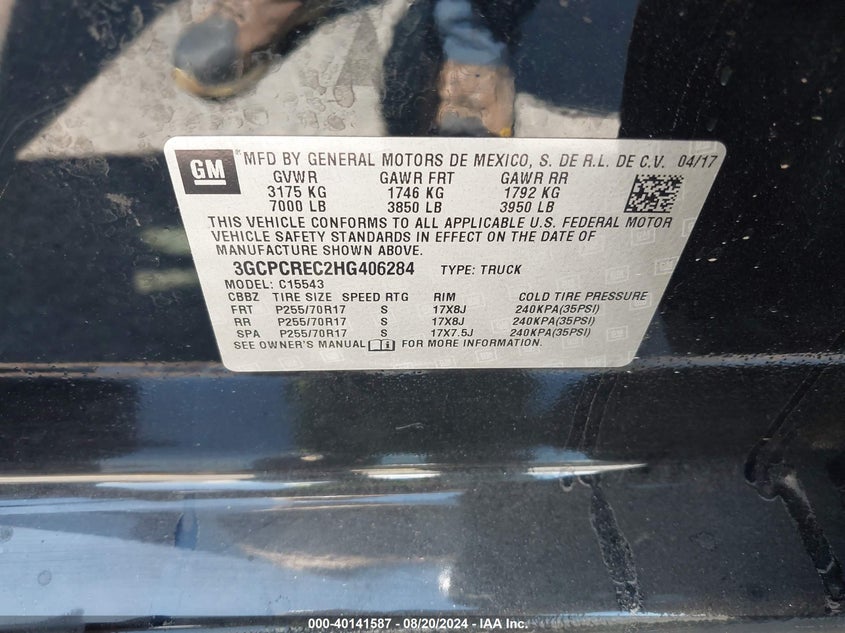 GM
MFD BY GENERAL MOTORS DE MEXICO, S. DE R.L. DE C.V. 04/17
GVWR GAWR FRT GAWR RR
3175 KG 1746 KG 1792 KG
7000 LB 3850 LB 3950 LB
THIS VEHICLE CONFORMS TO ALL APPLICABLE U.S. FEDERAL MOTOR
VEHICLE SAFETY STANDARDS IN EFFECT ON THE DATE OF
MANUFACTURE SHOWN ABOVE.
3GCPCREC2HG406284 TYPE: TRUCK
MODEL: C15543
CBBZ TIRE SIZE SPEED RTG RIM COLD TIRE PRESSURE
FRT P255/70R17 S 17X8J 240KPA(35PSI)
RR P255/70R17 S 17X8J 240KPA(35PSI)
SPA P255/70R17 S 17X7.5J 240KPA(35PSI)
SEE OWNER'S MANUAL FOR MORE INFORMATION.
Owner: 40141587 - 08/20/2024 - IAA Inc.